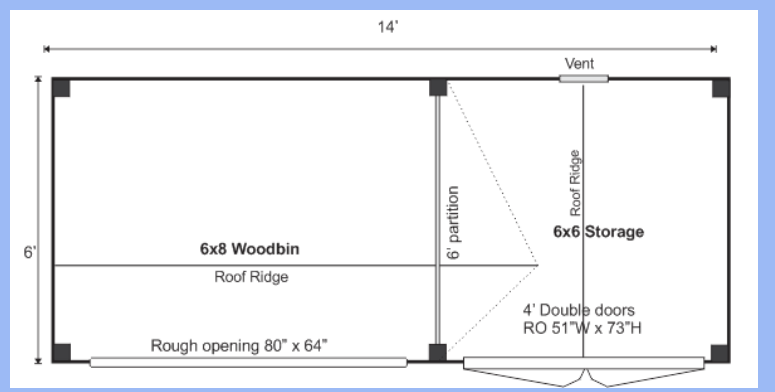 14'
Vent
6'
6' partition
Roof Ridge
6x6 Storage
6x8 Woodbin
Roof Ridge
4' Double doors
RO 51"W x 73"H
Rough opening 80" x 64"